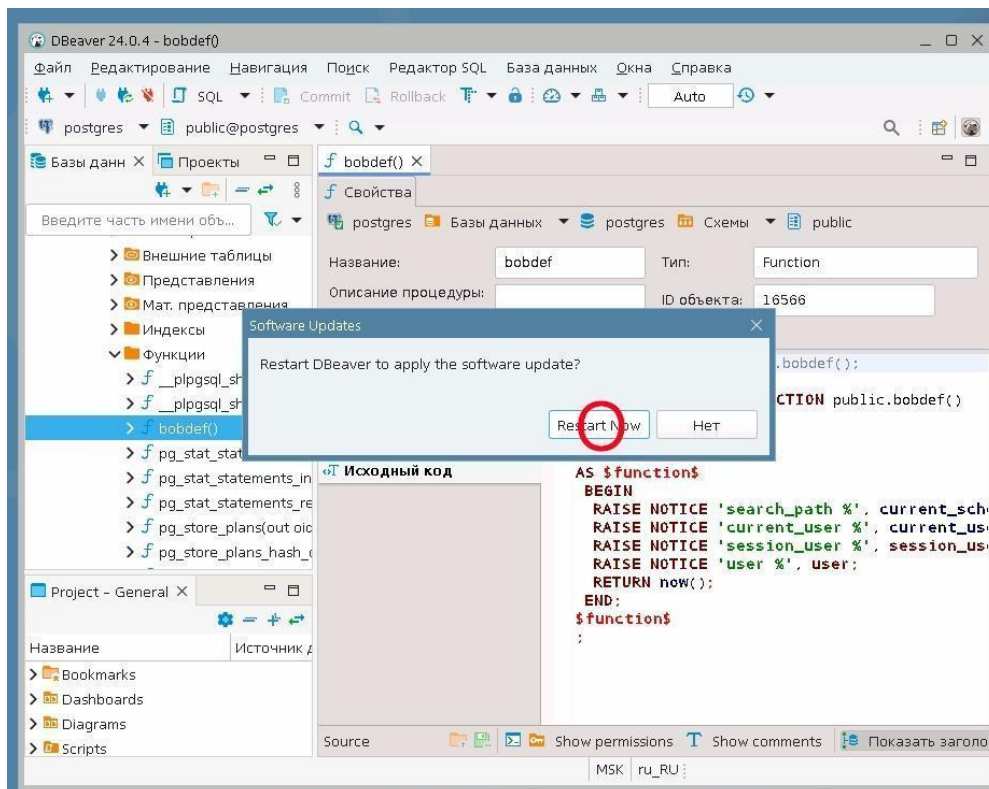 DBeaver 24.0.4 - bobdef()
Файл Редактирование Навигация Поиск Редактор SQL База данных Окна Справка
SQL Commit Rollback Auto
postgres public@postgres
Базы данн Проекты
Введите часть имени объ...
Внешние таблицы
Представления
Мат. представления
Индексы
Функции
__plpgsql_sh
__plpgsql_sh
bobdef()
pg_stat_stat
pg_stat_statements_in
pg_stat_statements_re
pg_store_plans(out oid
pg_store_plans_hash_
Project - General
Название Источник д
Bookmarks
Dashboards
Diagrams
Scripts
bobdef()
Свойства
postgres Базы данных postgres Схемы public
Название: bobdef Тип: Function
Описание процедуры: ID объекта: 16566
Software Updates
Restart DBeaver to apply the software update?
Restart Now Нет
Исходный код
.bobdef();
CTION public.bobdef()
AS $function$
BEGIN
RAISE NOTICE 'search_path %', current_sch
RAISE NOTICE 'current_user %', current_us
RAISE NOTICE 'session_user %', session_us
RAISE NOTICE 'user %', user;
RETURN now();
END;
$function$
;
Source Show permissions Show comments Показать заголо
MSK ru_RU